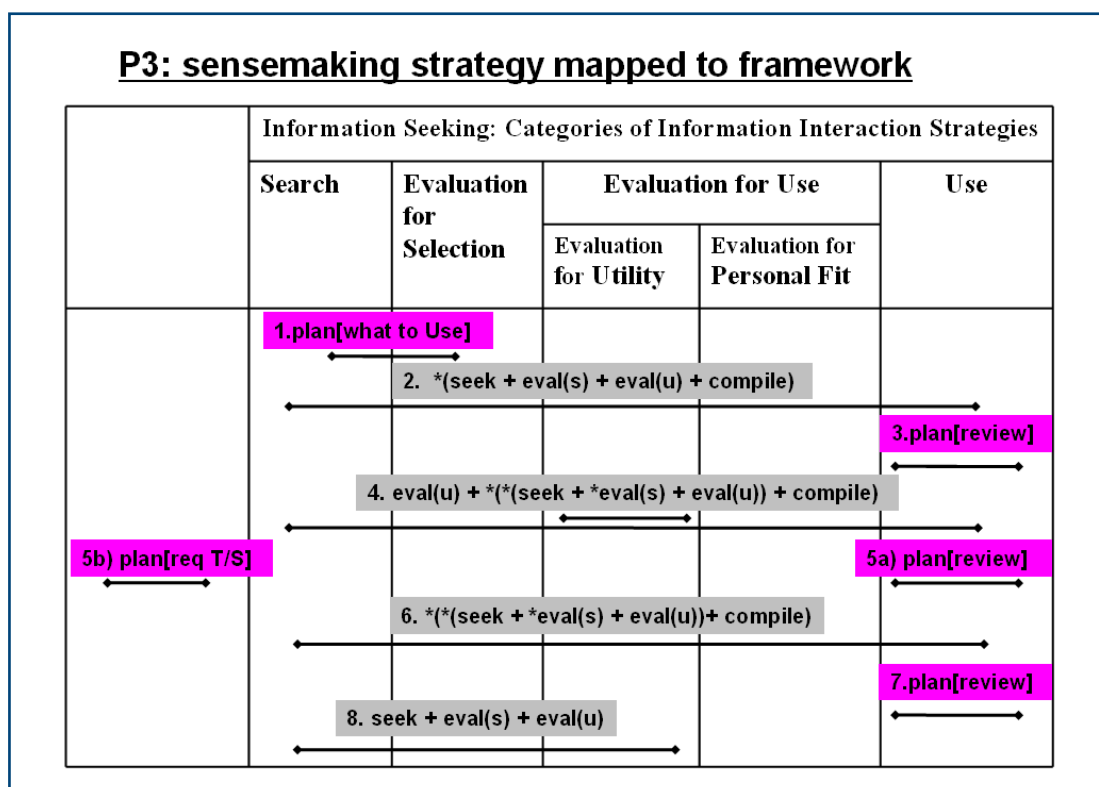 P3: sensemaking strategy mapped to framework
Information Seeking: Categories of Information Interaction Strategies
Search
Evaluation
for
Selection
Evaluation for Use
Use
Evaluation
for Utility
Evaluation for
Personal Fit
1.plan[what to Use]
2. *(seek + eval(s) + eval(u) + compile)
3.plan[review]
4. eval(u) + *(*(seek + *eval(s) + eval(u)) + compile)
5b) plan[req T/S]
5a) plan[review]
6. *(*(seek + *eval(s) + eval(u))+ compile)
7.plan[review]
8. seek + eval(s) + eval(u)